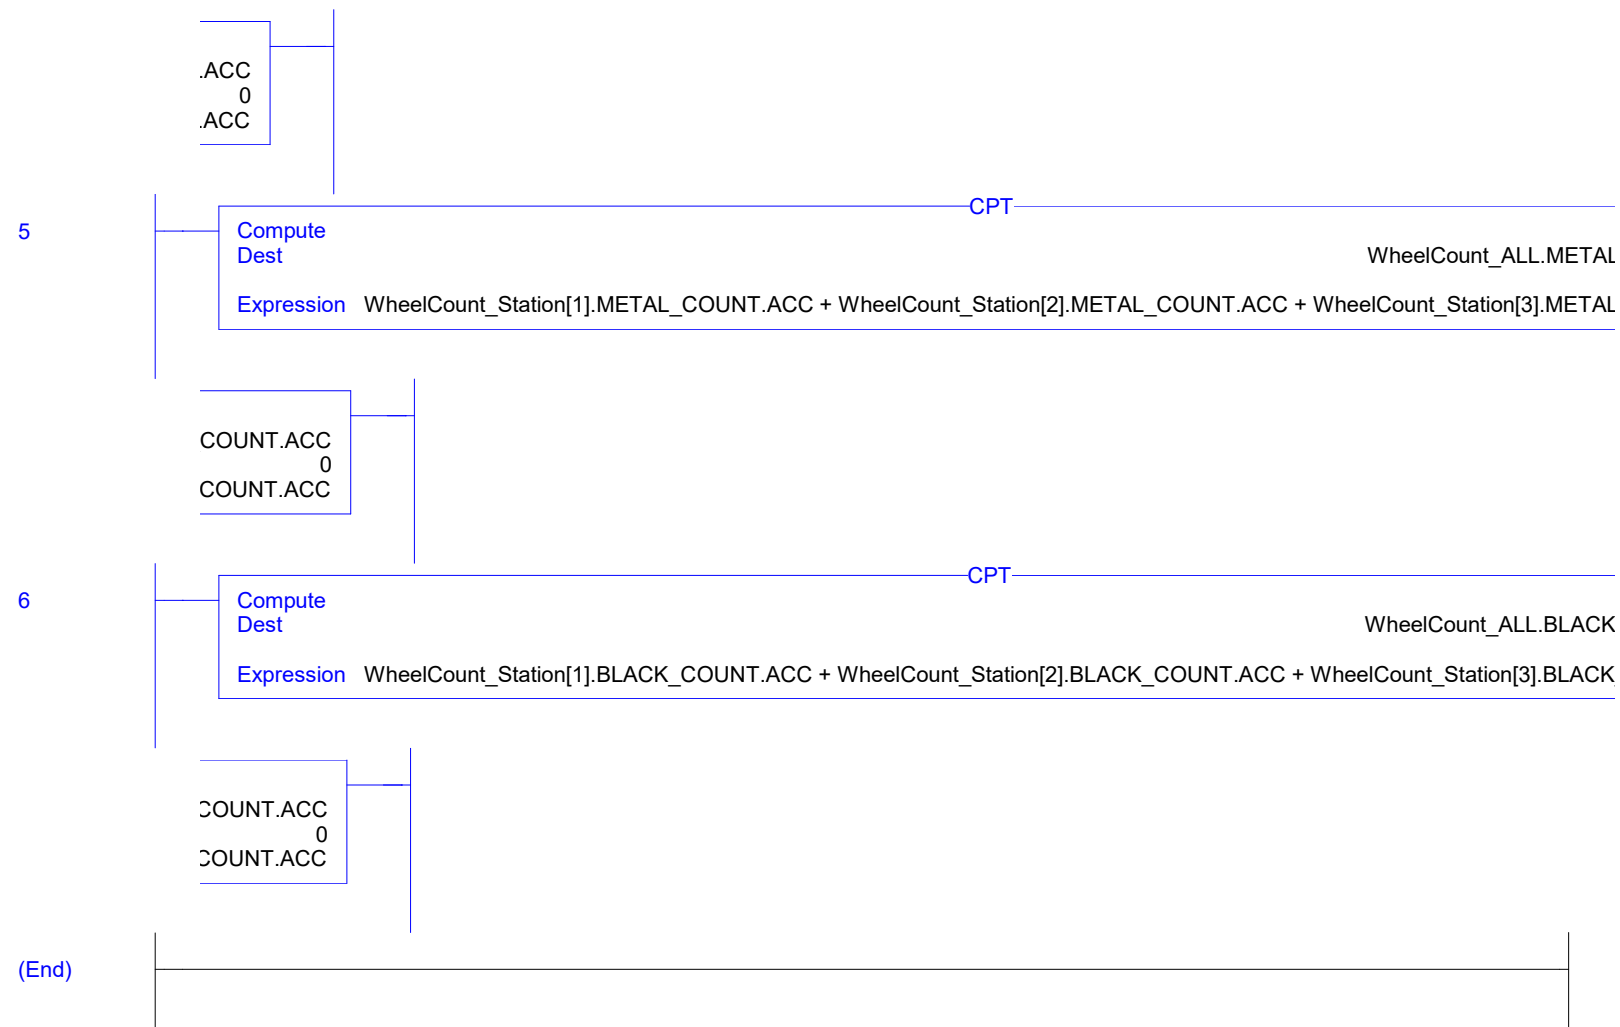 .ACC
0
.ACC
CPT
5 Compute
Dest WheelCount_ALL.METAL
Expression WheelCount_Station[1].METAL_COUNT.ACC + WheelCount_Station[2].METAL_COUNT.ACC + WheelCount_Station[3].METAL
COUNT.ACC
0
COUNT.ACC
CPT
6 Compute
Dest WheelCount_ALL.BLACK
Expression WheelCount_Station[1].BLACK_COUNT.ACC + WheelCount_Station[2].BLACK_COUNT.ACC + WheelCount_Station[3].BLACK_
COUNT.ACC
0
COUNT.ACC
(End)